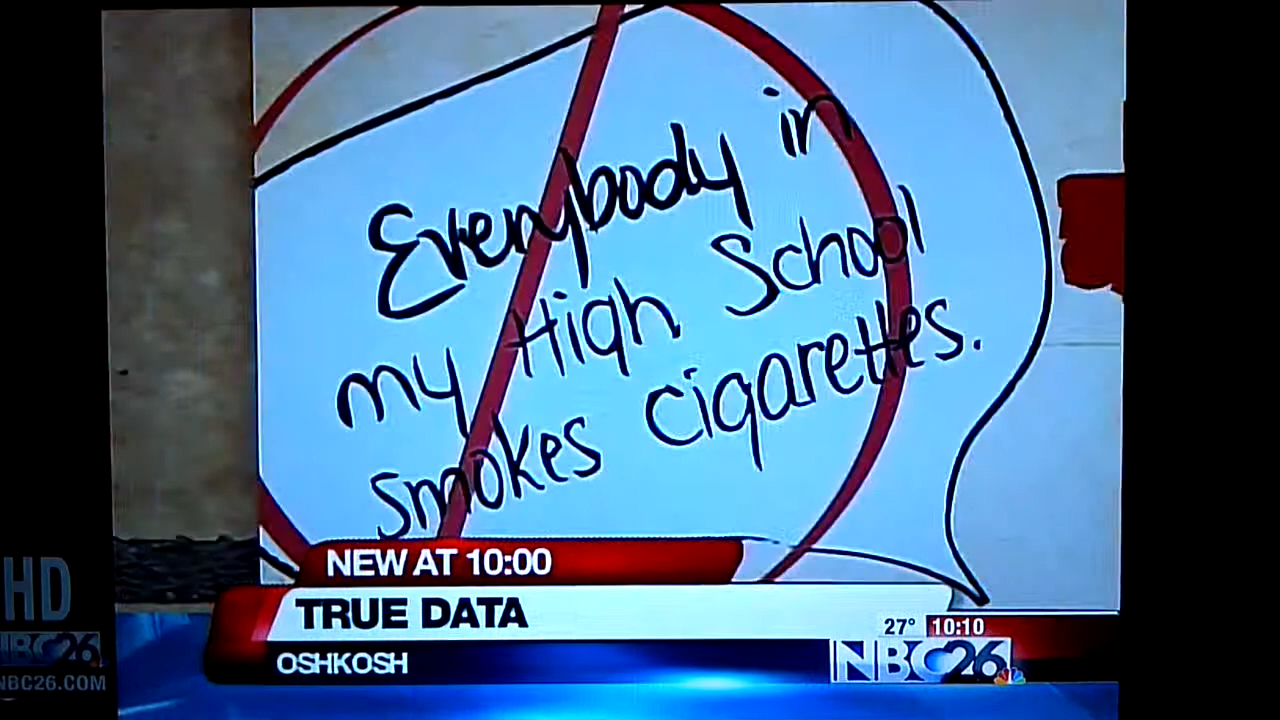 Everybody in
my High School
smokes cigarettes.
NEW AT 10:00
TRUE DATA
27° 10:10
OSHKOSH
NBC26
HD
NBC26
NBC26.COM